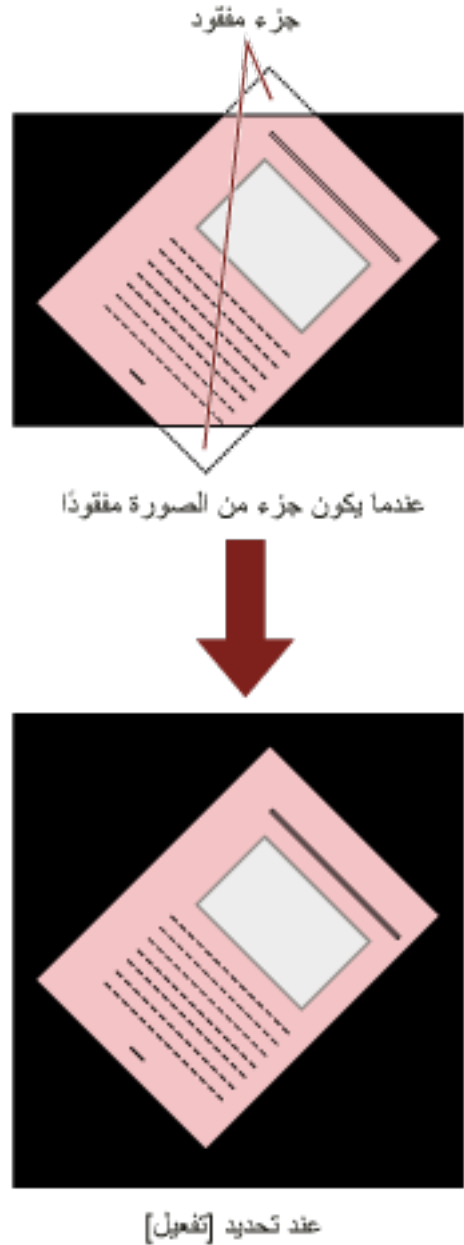 جزء مفقود
عندما يكون جزء من الصورة مفقودًا
عند تحديد [تفعيل]